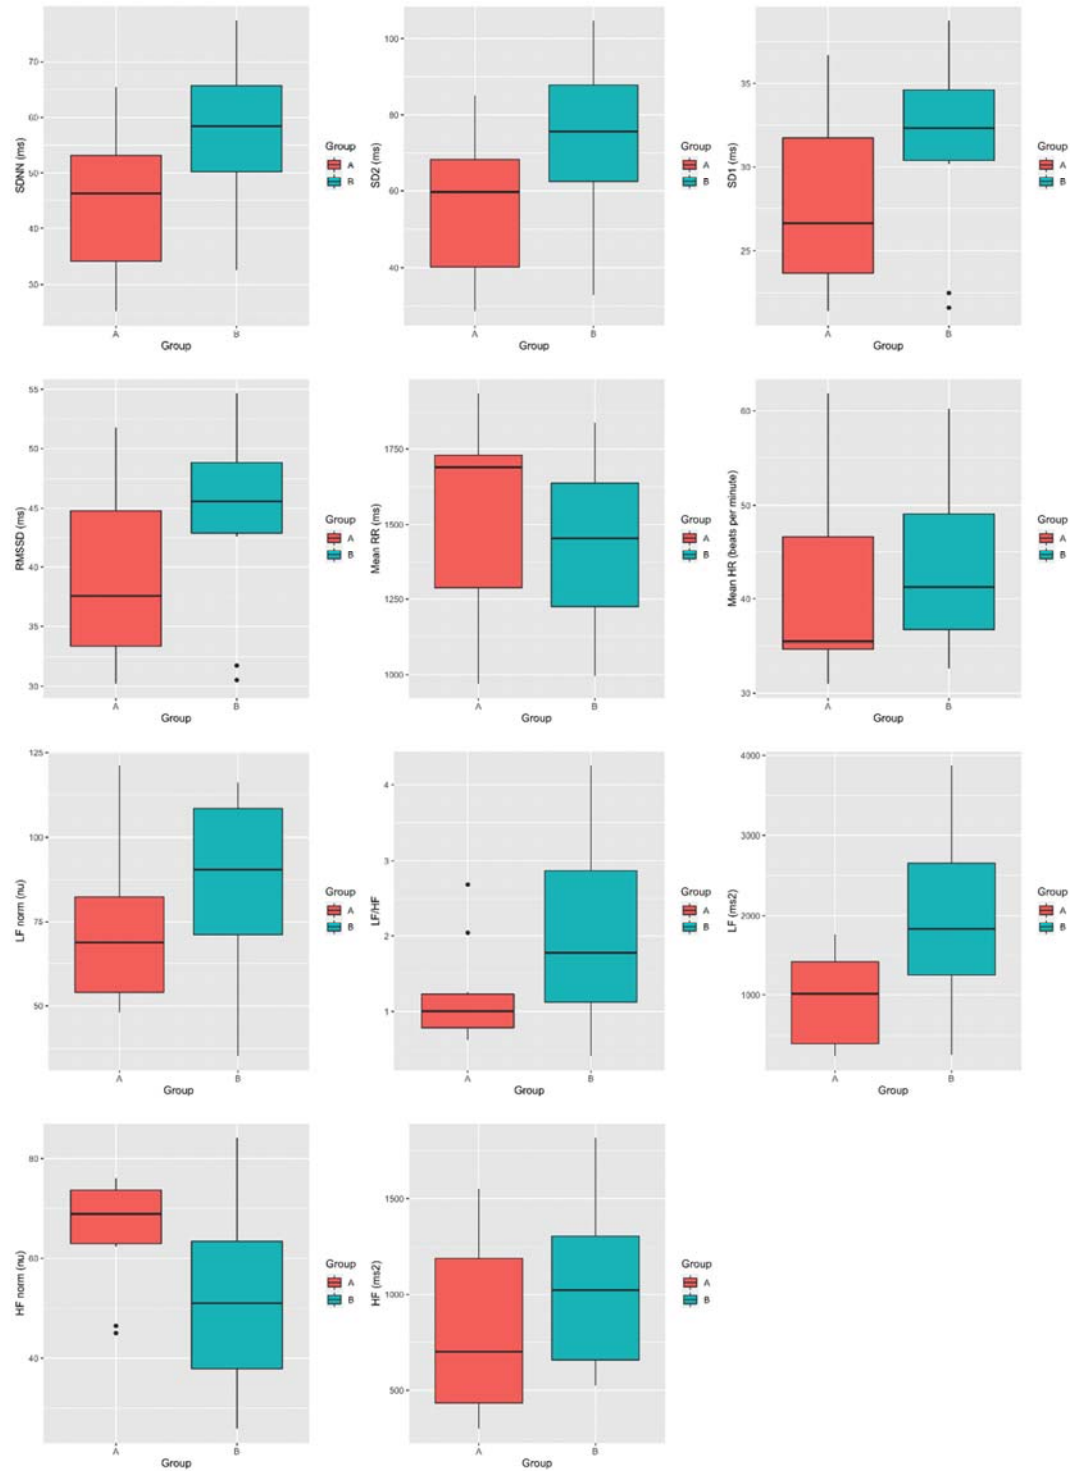 SDNN (ms)
70
60
50
40
30
A
B
Group
Group
A
B
SD2 (ms)
100
80
60
40
A
B
Group
Group
A
B
SD1 (ms)
35
30
25
A
B
Group
Group
A
B
RMSSD (ms)
55
50
45
40
35
30
A
B
Group
Group
A
B
Mean RR (ms)
1750
1500
1250
1000
A
B
Group
Group
A
B
Mean HR (beats per minute)
60
50
40
30
A
B
Group
Group
A
B
LF norm (nu)
125
100
75
50
A
B
Group
Group
A
B
LF/HF
4
3
2
1
A
B
Group
Group
A
B
LF (ms2)
4000
3000
2000
1000
A
B
Group
Group
A
B
HF norm (nu)
80
60
40
A
B
Group
Group
A
B
HF (ms2)
1500
1000
500
A
B
Group
Group
A
B